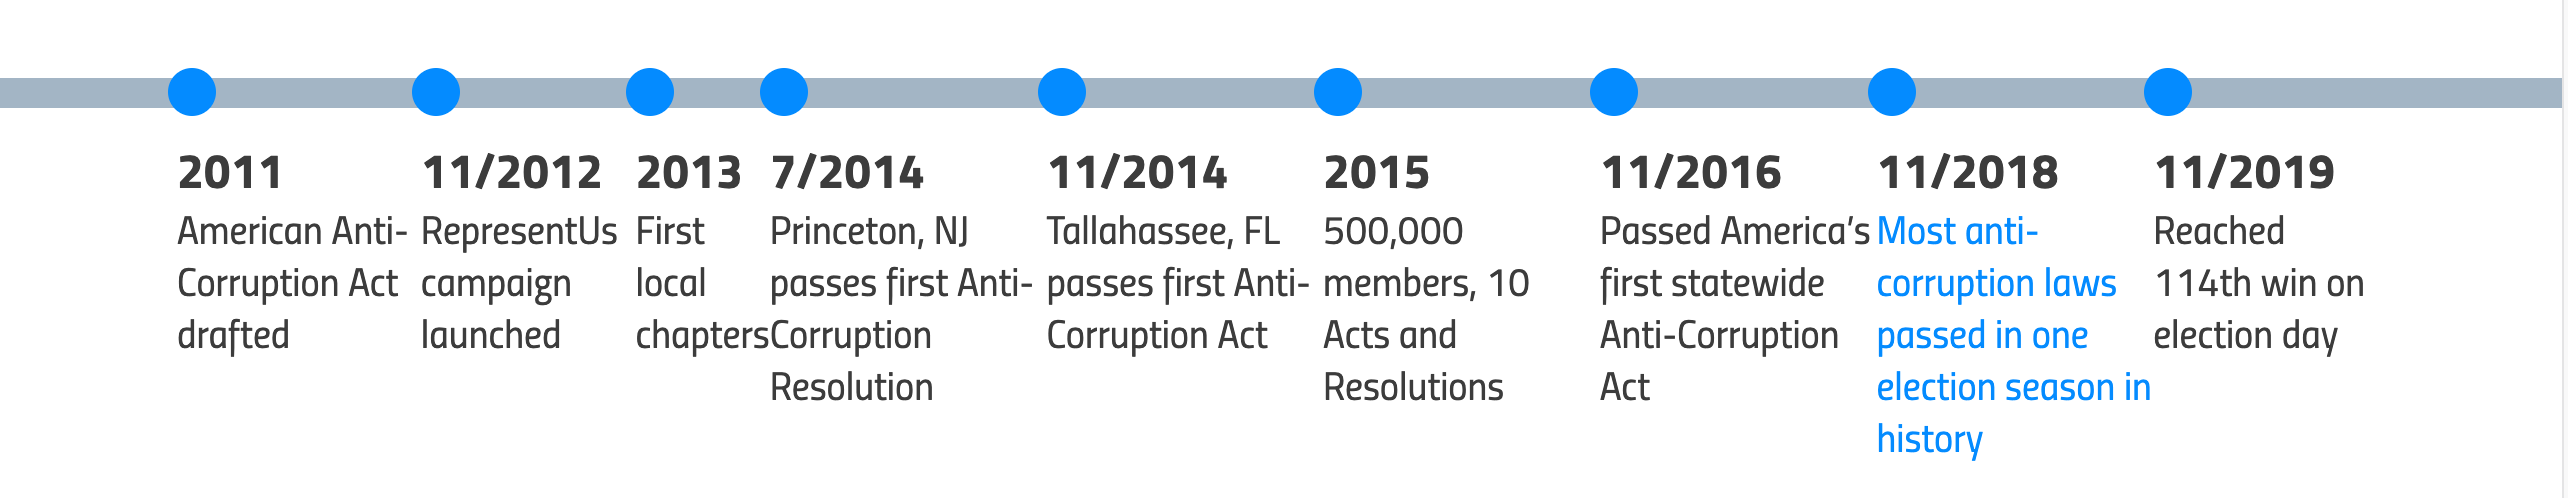 2011
American Anti-
Corruption Act
drafted
11/2012
RepresentUs
campaign
launched
2013
First
local
chapters
7/2014
Princeton, NJ
passes first Anti-
Corruption
Resolution
11/2014
Tallahassee, FL
passes first Anti-
Corruption Act
2015
500,000
members, 10
Acts and
Resolutions
11/2016
Passed America’s
first statewide
Anti-Corruption
Act
11/2018
Most anti-
corruption laws
passed in one
election season in
history
11/2019
Reached
114th win on
election day